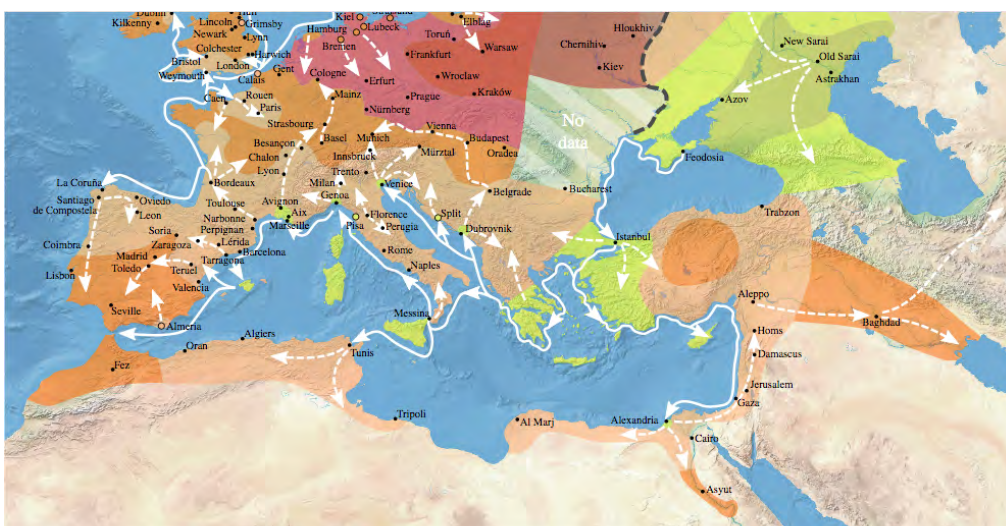 Kilkenny
Lincoln
Grimsby
Newark
Lynn
Colchester
Harwich
Bristol
London
Weymouth
Calais
Gent
Kiel
Hamburg
Lübeck
Bremen
Elbląg
Toruń
Frankfurt
Warsaw
Hloukhiv
Chernihiv
Kiev
New Sarai
Old Sarai
Astrakhan
Azov
Cologne
Erfurt
Wroclaw
Prague
Kraków
Caen
Rouen
Paris
Mainz
Nürnberg
Strasbourg
Besançon
Basel
Munich
Vienna
Budapest
Oradea
No
data
Chalon
Innsbruck
Mürztal
Lyon
Trento
Feodosia
La Coruña
Bordeaux
Milan
Venice
Belgrade
Bucharest
Santiago
de Compostela
Oviedo
Leon
Toulouse
Avignon
Genoa
Aix
Pisa
Florence
Split
Narbonne
Perpignan
Marseille
Perugia
Dubrovnik
Trabzon
Coimbra
Soria
Zaragoza
Lérida
Barcelona
Rome
Istanbul
Madrid
Toledo
Tarragona
Lisbon
Teruel
Valencia
Naples
Seville
Almeria
Messina
Aleppo
Baghdad
Oran
Algiers
Tunis
Homs
Fez
Damascus
Jerusalem
Gaza
Tripoli
Al Marj
Alexandria
Cairo
Asyut